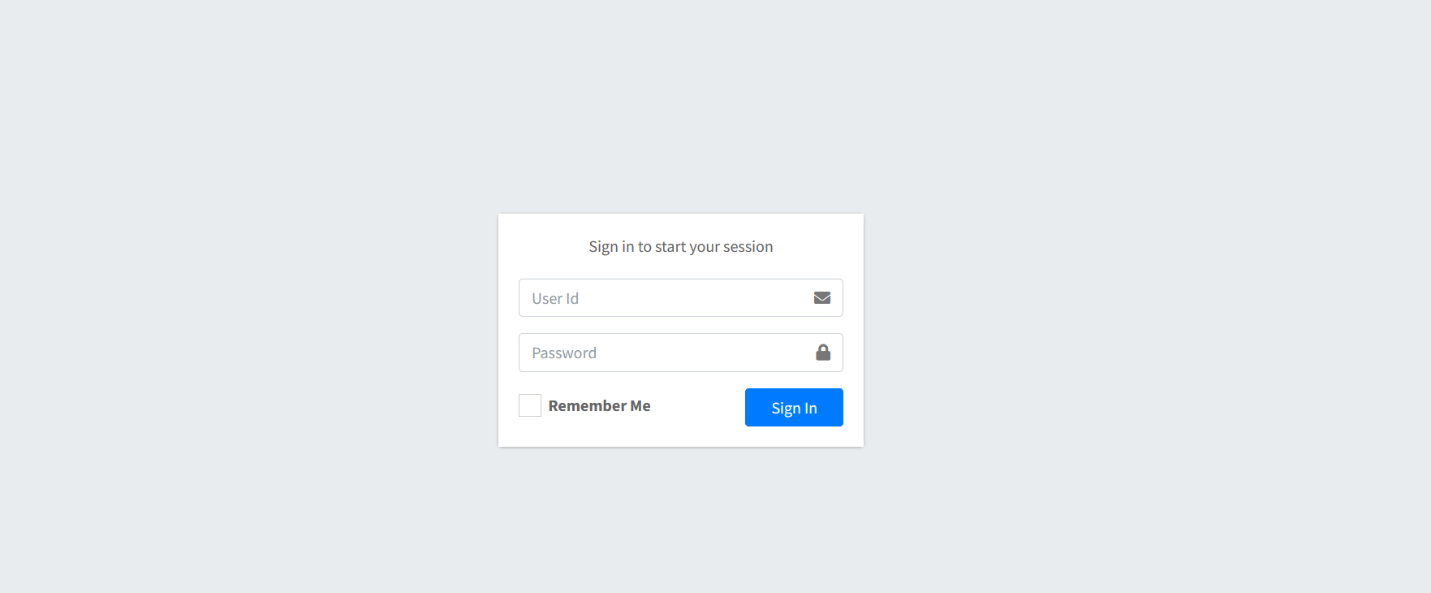 Sign in to start your session
User Id
Password
Remember Me
Sign In